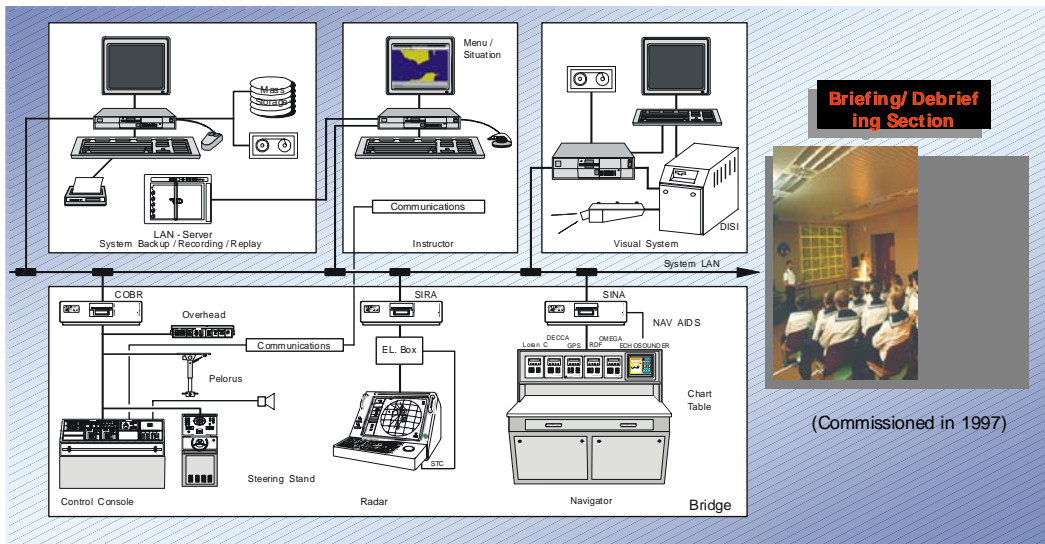 Menu /
Situation
Mass
Storage
LAN - Server
System Backup / Recording / Replay
Communications
Instructor
DISI
Visual System
System LAN
COBR
SIRA
SINA
Overhead
Communications
Pelorus
EL. Box
STC
NAV AIDS
DECCA
OMEGA
Loran C
GPS
RDF
ECHOSOUNDER
Chart
Table
Steering Stand
Control Console
Radar
Navigator
Bridge
Briefing/ Debrief
ing Section
(Commissioned in 1997)